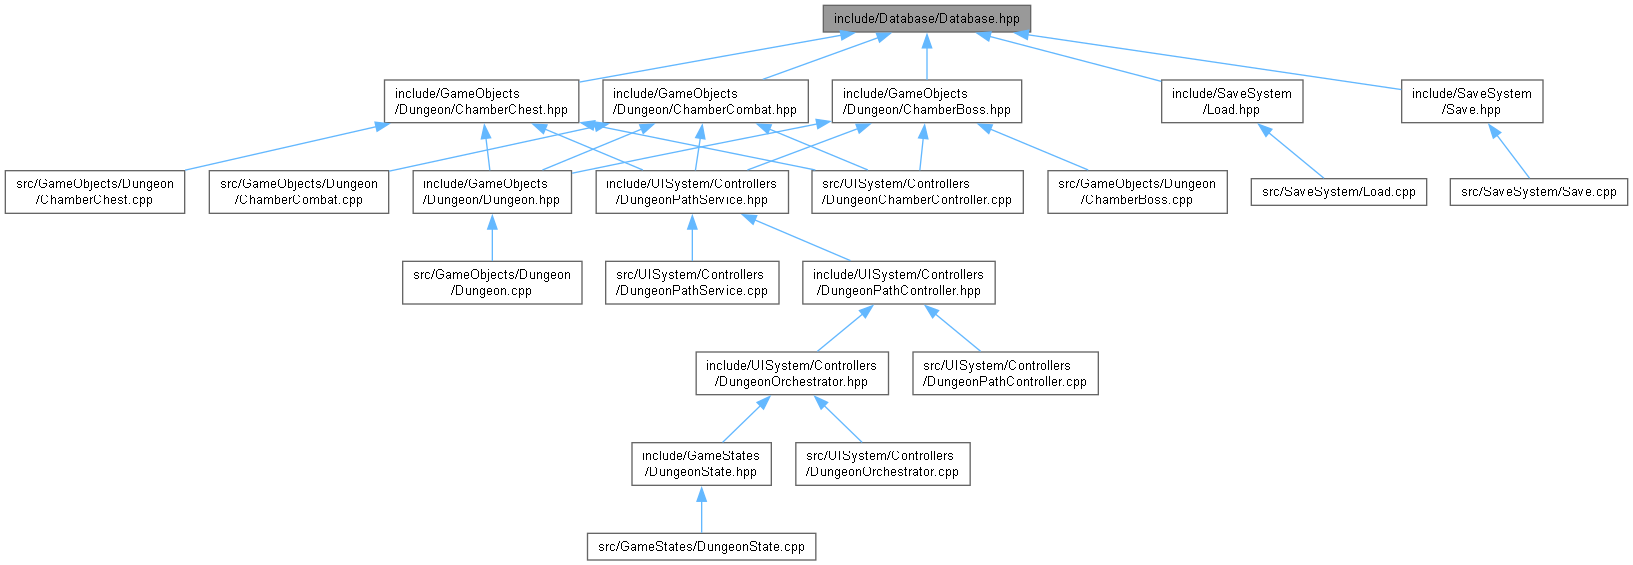 include/Database/Database.hpp
include/GameObjects
/Dungeon/ChamberChest.hpp
include/GameObjects
/Dungeon/ChamberCombat.hpp
include/GameObjects
/Dungeon/ChamberBoss.hpp
include/SaveSystem
/Load.hpp
include/SaveSystem
/Save.hpp
src/GameObjects/Dungeon
/ChamberChest.cpp
src/GameObjects/Dungeon
/ChamberCombat.cpp
include/GameObjects
/Dungeon/Dungeon.hpp
include/UISystem/Controllers
/DungeonPathService.hpp
src/UISystem/Controllers
/DungeonChamberController.cpp
src/GameObjects/Dungeon
/ChamberBoss.cpp
src/SaveSystem/Load.cpp
src/SaveSystem/Save.cpp
src/GameObjects/Dungeon
/Dungeon.cpp
src/UISystem/Controllers
/DungeonPathService.cpp
include/UISystem/Controllers
/DungeonPathController.hpp
include/UISystem/Controllers
/DungeonOrchestrator.hpp
src/UISystem/Controllers
/DungeonPathController.cpp
include/GameStates
/DungeonState.hpp
src/UISystem/Controllers
/DungeonOrchestrator.cpp
src/GameStates/DungeonState.cpp